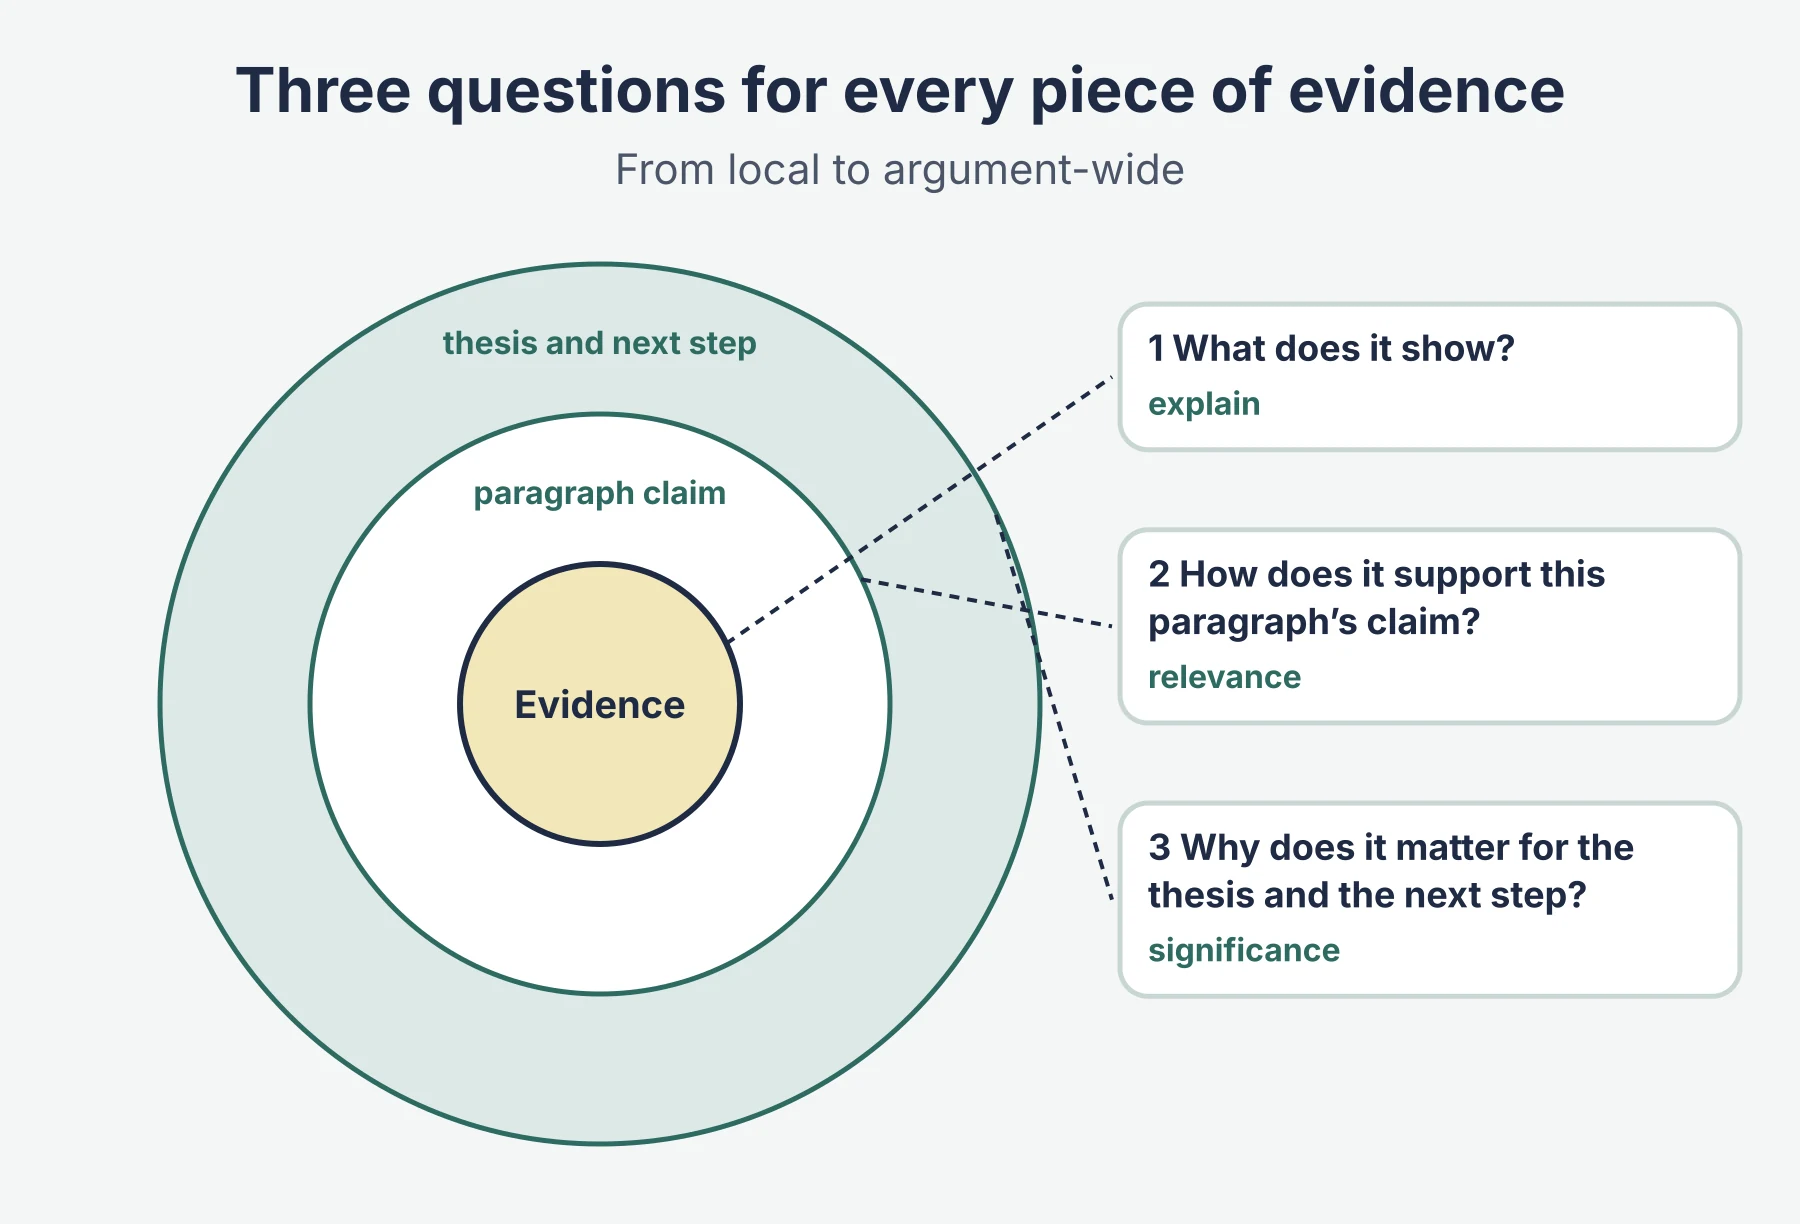 Three questions for every piece of evidence
From local to argument-wide
thesis and next step
paragraph claim
Evidence
1 What does it show?
explain
2 How does it support this
paragraph’s claim?
relevance
3 Why does it matter for the
thesis and the next step?
significance